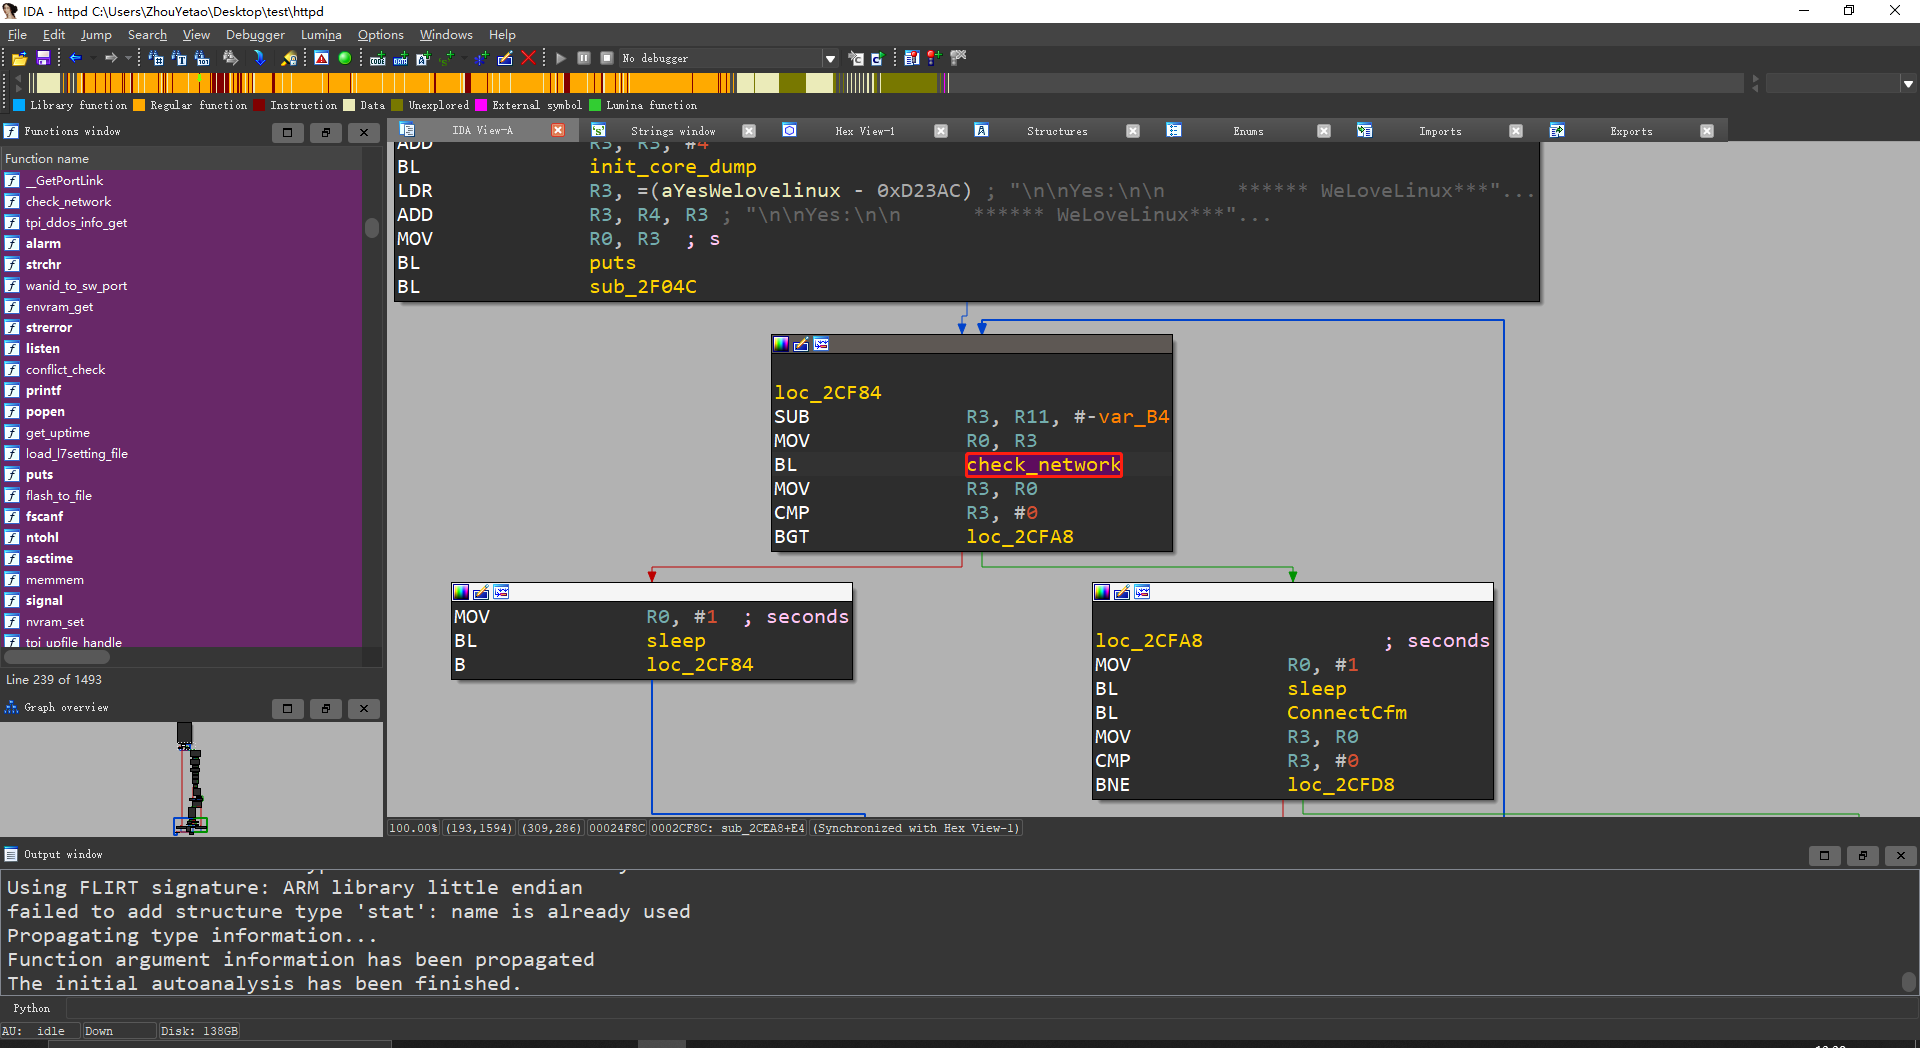 IDA - httpd C:\Users\ZhouYetao\Desktop\test\httpd
File Edit Jump Search View Debugger Lumina Options Windows Help
No debugger
Library function Regular function Instruction Data Unexplored External symbol Lumina function
Functions window
Function name
__GetPortLink
check_network
tpi_ddos_info_get
alarm
strchr
wanid_to_sw_port
envram_get
strerror
listen
conflict_check
printf
popen
get_uptime
load_l7setting_file
puts
flash_to_file
fscanf
ntohl
asctime
memmem
signal
nvram_set
tpi_upfile_handle
Line 239 of 1493
Graph overview
IDA View-A Strings window Hex View-1 Structures Enums Imports Exports
ADD R3, R3, #4
BL init_core_dump
LDR R3, =(aYesWelovelinux - 0xD23AC) ; "\n\nYes:\n\n ****** WeLoveLinux***"...
ADD R3, R4, R3 ; "\n\nYes:\n\n ****** WeLoveLinux***"...
MOV R0, R3 ; s
BL puts
BL sub_2F04C
loc_2CF84
SUB R3, R11, #-var_B4
MOV R0, R3
BL check_network
MOV R3, R0
CMP R3, #0
BGT loc_2CFA8
MOV R0, #1 ; seconds
BL sleep
B loc_2CF84
loc_2CFA8 ; seconds
MOV R0, #1
BL sleep
BL ConnectCfm
MOV R3, R0
CMP R3, #0
BNE loc_2CFD8
100.00% (193,1594) (309,286) 00024F8C 0002CF8C: sub_2CEA8+E4 (Synchronized with Hex View-1)
Output window
Using FLIRT signature: ARM library little endian
failed to add structure type 'stat': name is already used
Propagating type information...
Function argument information has been propagated
The initial autoanalysis has been finished.
Python
AU: idle Down Disk: 138GB